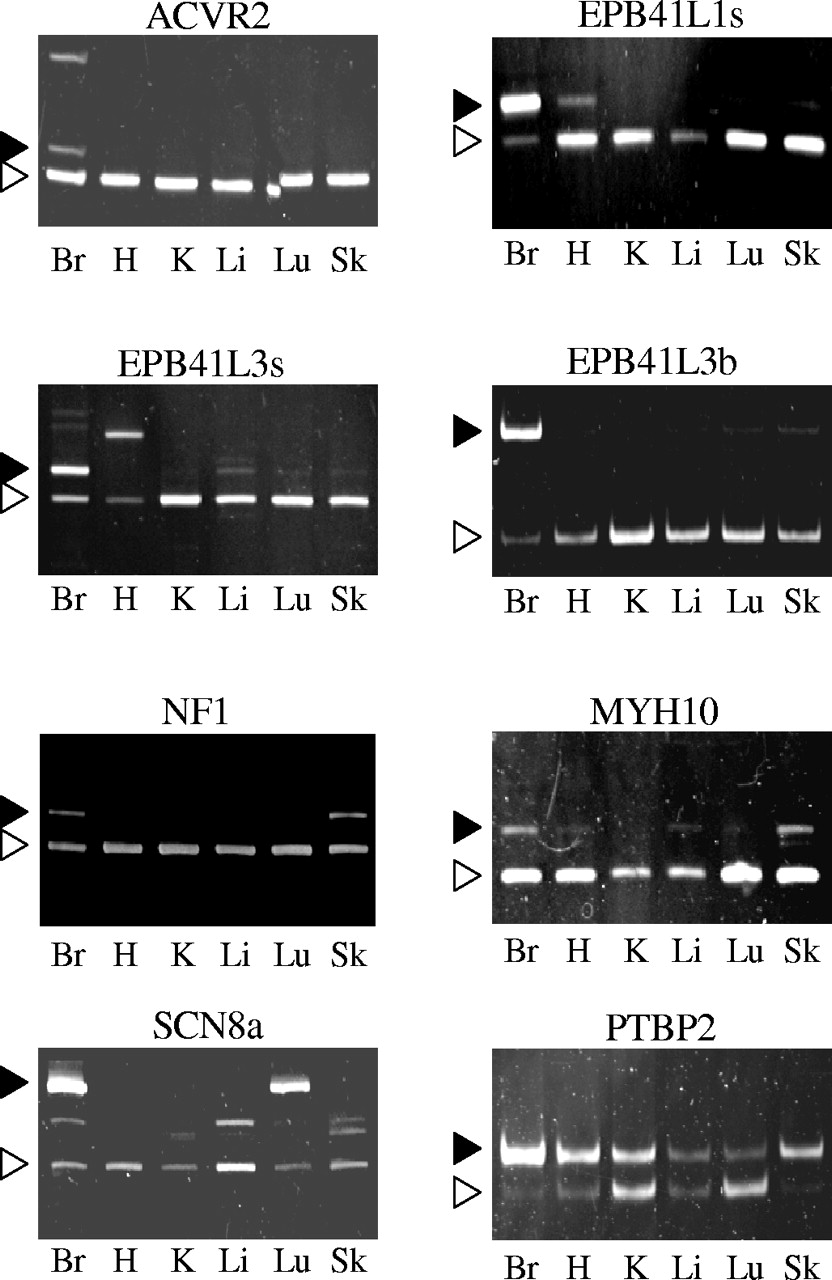 ACVR2
EPB41L1s
Br H K Li Lu Sk
Br H K Li Lu Sk
EPB41L3s
EPB41L3b
Br H K Li Lu Sk
Br H K Li Lu Sk
NF1
MYH10
Br H K Li Lu Sk
Br H K Li Lu Sk
SCN8a
PTBP2
Br H K Li Lu Sk
Br H K Li Lu Sk